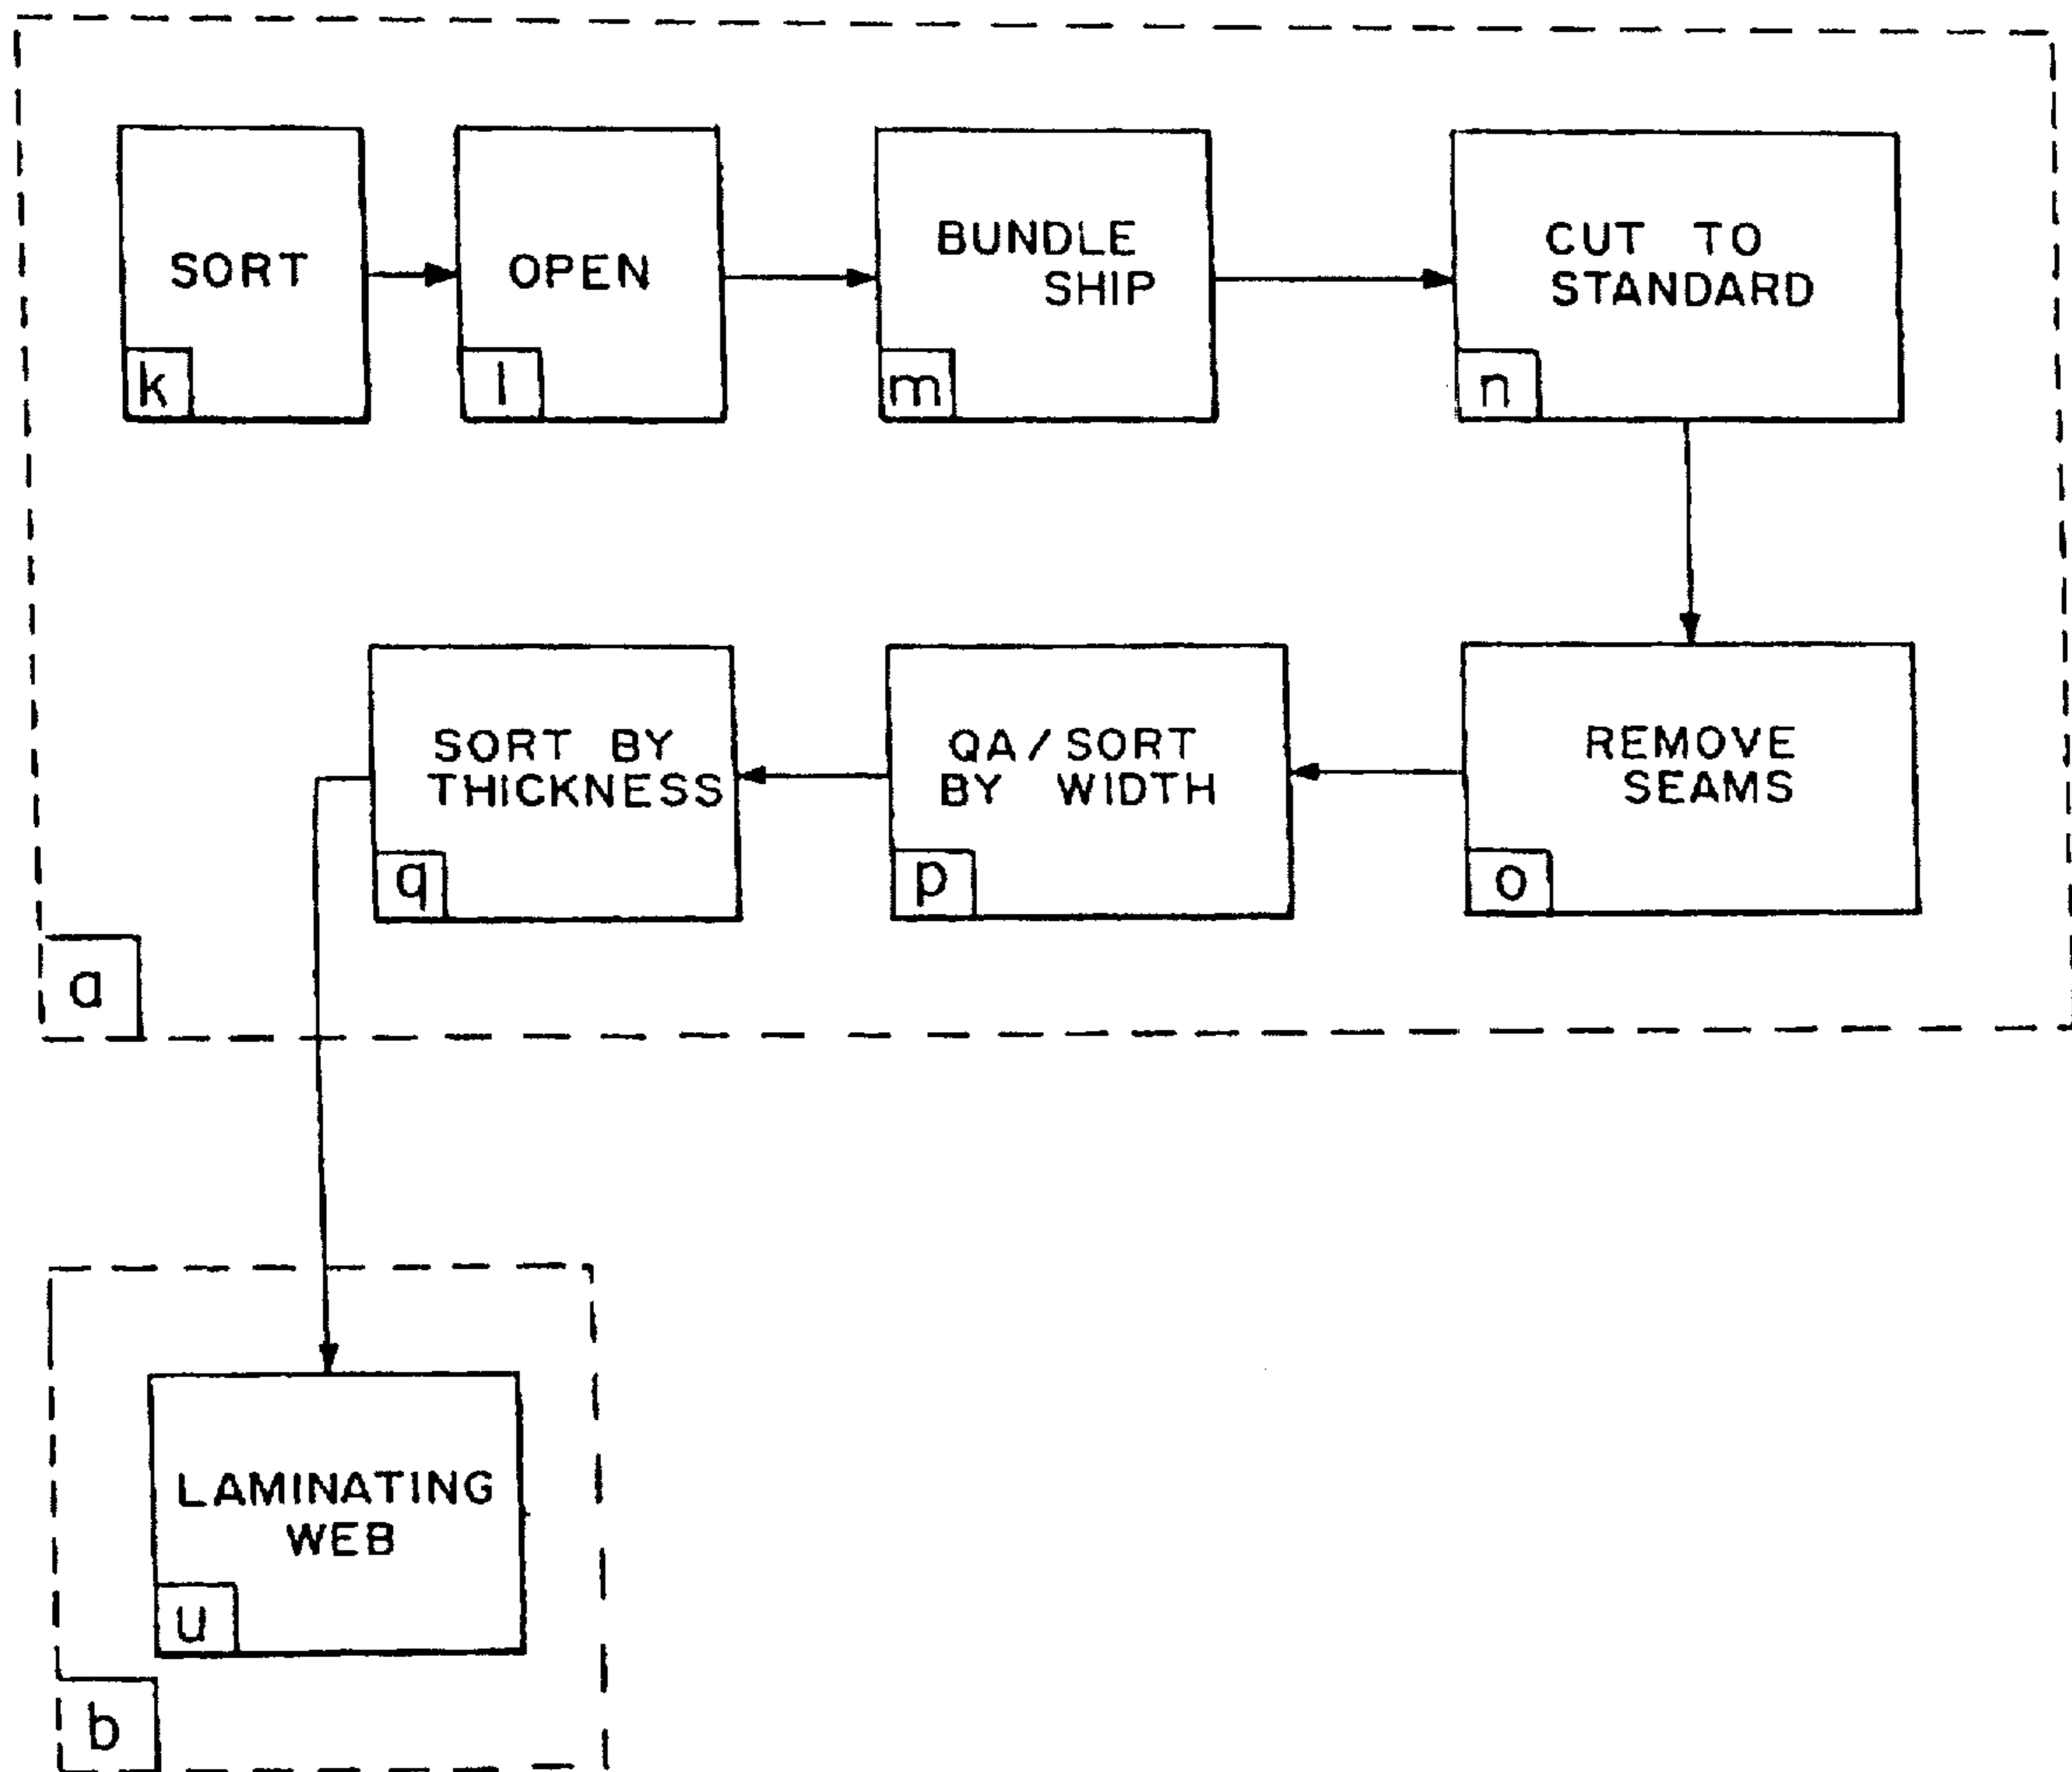 SORT
k
OPEN
l
BUNDLE
SHIP
m
CUT TO
STANDARD
n
REMOVE
SEAMS
o
QA/SORT
BY WIDTH
p
SORT BY
THICKNESS
q
a
LAMINATING
WEB
u
b